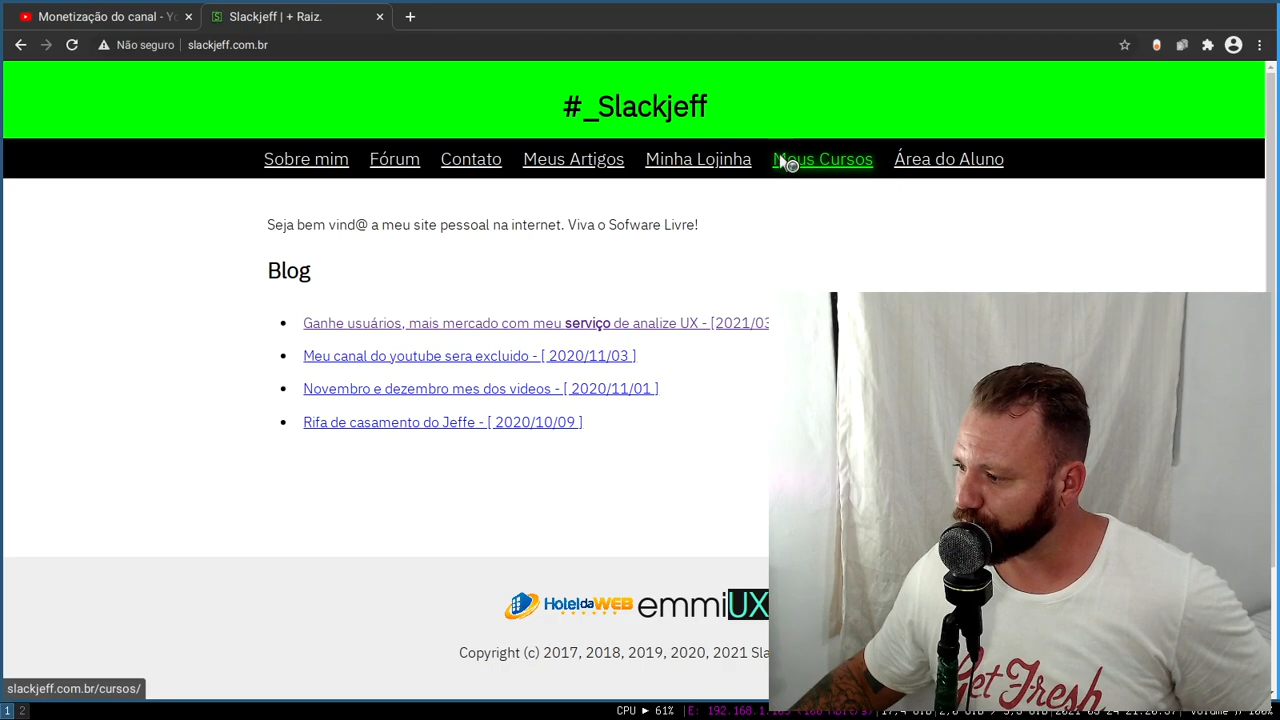 Monetização do canal - Yo
Slackjeff | + Raiz.
Não seguro
slackjeff.com.br
#_Slackjeff
Sobre mim Fórum Contato Meus Artigos Minha Lojinha Meus Cursos Área do Aluno
Seja bem vind@ a meu site pessoal na internet. Viva o Sofware Livre!
Blog
Ganhe usuários, mais mercado com meu serviço de analize UX - [2021/03
Meu canal do youtube sera excluido - [ 2020/11/03 ]
Novembro e dezembro mes dos videos - [ 2020/11/01 ]
Rifa de casamento do Jeffe - [ 2020/10/09 ]
HoteldaWEB emmiUX
Copyright (c) 2017, 2018, 2019, 2020, 2021 Sla
Get Fresh
slackjeff.com.br/cursos/
1 2 CPU ► 61%